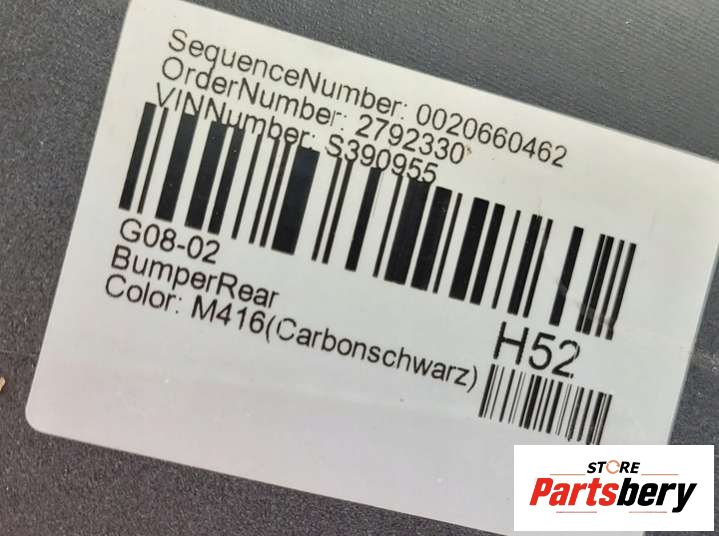 SequenceNumber: 0020660462
OrderNumber: 2792330
VINNumber: S390955
G08-02
BumperRear
Color: M416(Carbonschwarz)
H52
STORE
Partsbery